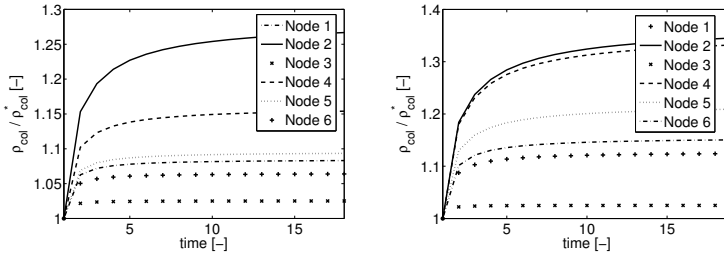 1.3
1.25
1.2
1.15
1.1
1.05
1
5
10
15
time [−]
ρcol / ρ*col [−]
Node 1
Node 2
Node 3
Node 4
Node 5
Node 6
1.4
1.3
1.2
1.1
1
5
10
15
time [−]
ρcol / ρ*col [−]
Node 1
Node 2
Node 3
Node 4
Node 5
Node 6